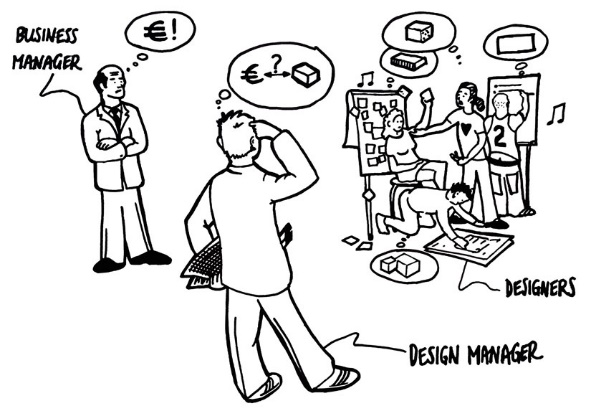 BUSINESS
MANAGER
€!
€ ?
2
DESIGNERS
DESIGN MANAGER